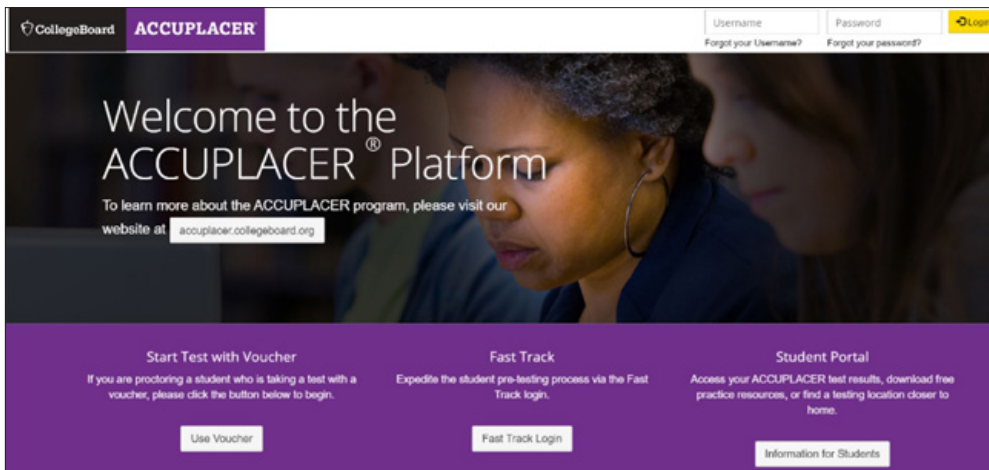 CollegeBoard ACCUPLACER®
Username Password Login
Forgot your Username? Forgot your password?
Welcome to the
ACCUPLACER ® Platform
To learn more about the ACCUPLACER program, please visit our
website at accuplacer.collegeboard.org
Start Test with Voucher
If you are proctoring a student who is taking a test with a
voucher, please click the button below to begin.
Use Voucher
Fast Track
Expedite the student pre-testing process via the Fast
Track login.
Fast Track Login
Student Portal
Access your ACCUPLACER test results, download free
practice resources, or find a testing location closer to
home.
Information for Students